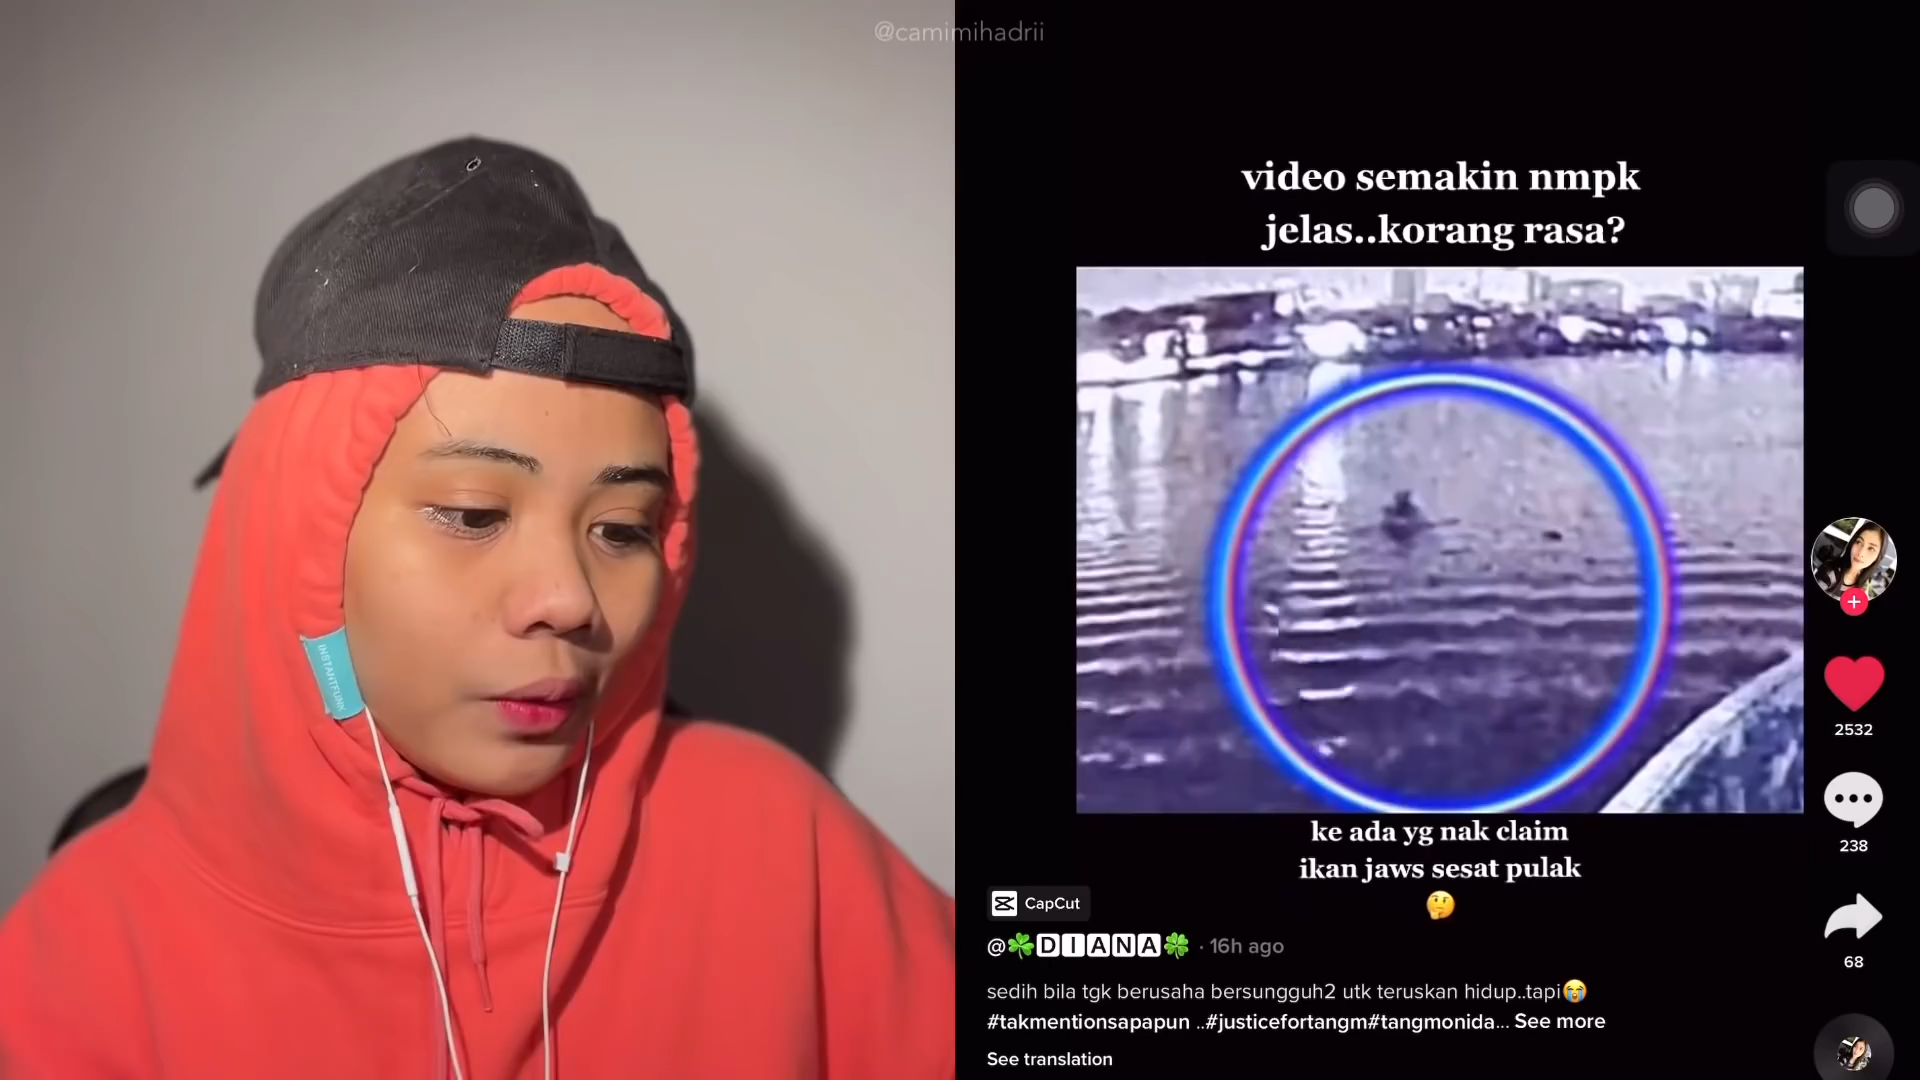 @camimihadrii
INSTANTFUNK
video semakin nmpk
jelas..korang rasa?
ke ada yg nak claim
ikan jaws sesat pulak
🤔
CapCut
@☘️DIANA☘️ · 16h ago
sedih bila tgk berusaha bersungguh2 utk teruskan hidup..tapi😭
#takmentionsapapun ..#justicefortangm#tangmonida... See more
See translation
2532
238
68